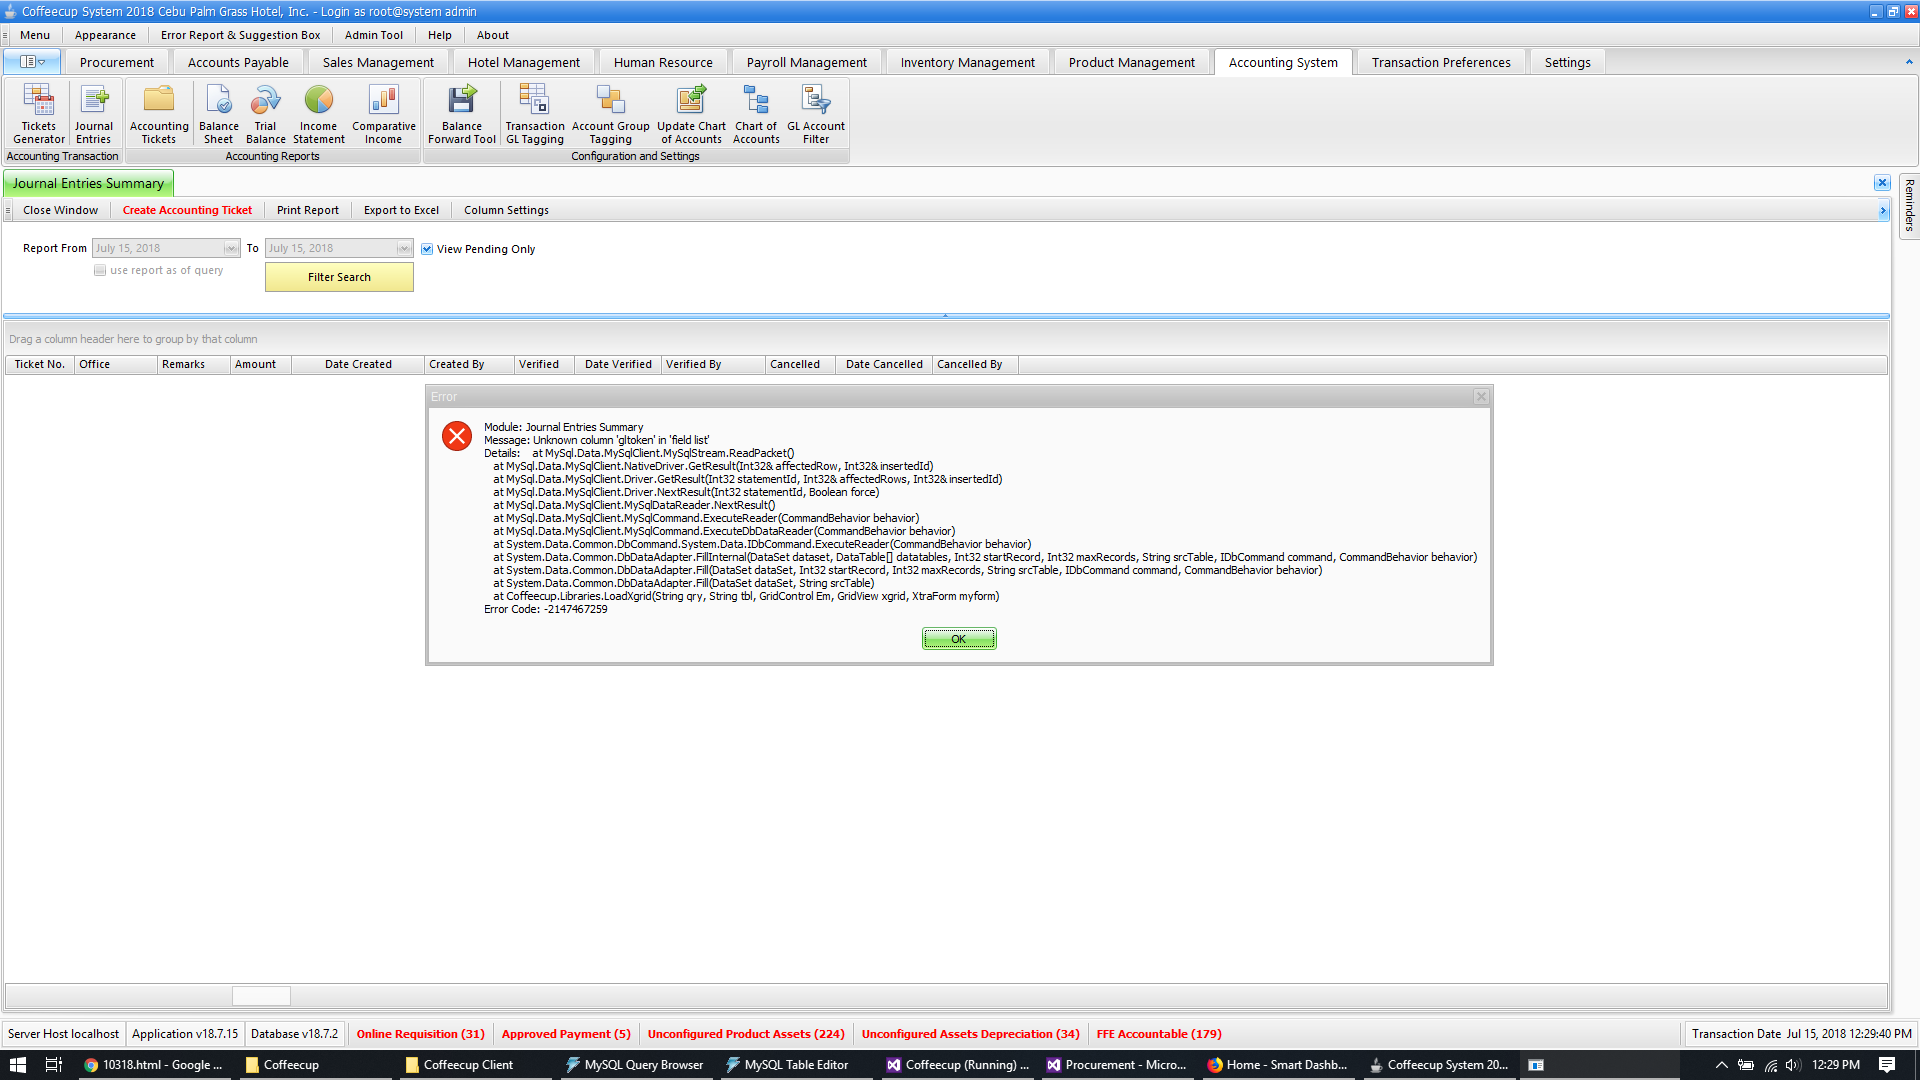 Coffeecup System 2018 Cebu Palm Grass Hotel, Inc. - Login as root@system admin
Menu Appearance Error Report & Suggestion Box Admin Tool Help About
Procurement Accounts Payable Sales Management Hotel Management Human Resource Payroll Management Inventory Management Product Management Accounting System Transaction Preferences Settings
Tickets Generator Journal Entries Accounting Tickets Balance Sheet Trial Balance Income Statement Comparative Income Balance Forward Tool Transaction GL Tagging Account Group Tagging Update Chart of Accounts Chart of Accounts GL Account Filter
Accounting Transaction Accounting Reports Configuration and Settings
Journal Entries Summary
Reminders
Close Window Create Accounting Ticket Print Report Export to Excel Column Settings
Report From July 15, 2018 To July 15, 2018 View Pending Only
use report as of query
Filter Search
Drag a column header here to group by that column
Ticket No. Office Remarks Amount Date Created Created By Verified Date Verified Verified By Cancelled Date Cancelled Cancelled By
Error
Module: Journal Entries Summary
Message: Unknown column 'gltoken' in 'field list'
Details: at MySql.Data.MySqlClient.MySqlStream.ReadPacket()
at MySql.Data.MySqlClient.NativeDriver.GetResult(Int32& affectedRow, Int32& insertedId)
at MySql.Data.MySqlClient.Driver.GetResult(Int32 statementId, Int32& affectedRows, Int32& insertedId)
at MySql.Data.MySqlClient.Driver.NextResult(Int32 statementId, Boolean force)
at MySql.Data.MySqlClient.MySqlDataReader.NextResult()
at MySql.Data.MySqlClient.MySqlCommand.ExecuteReader(CommandBehavior behavior)
at MySql.Data.MySqlClient.MySqlCommand.ExecuteDbDataReader(CommandBehavior behavior)
at System.Data.Common.DbCommand.System.Data.IDbCommand.ExecuteReader(CommandBehavior behavior)
at System.Data.Common.DbDataAdapter.FillInternal(DataSet dataset, DataTable[] datatables, Int32 startRecord, Int32 maxRecords, String srcTable, IDbCommand command, CommandBehavior behavior)
at System.Data.Common.DbDataAdapter.Fill(DataSet dataSet, Int32 startRecord, Int32 maxRecords, String srcTable, IDbCommand command, CommandBehavior behavior)
at System.Data.Common.DbDataAdapter.Fill(DataSet dataSet, String srcTable)
at Coffeecup.Libraries.LoadXgrid(String qry, String tbl, GridControl Em, GridView xgrid, XtraForm myform)
Error Code: -2147467259
OK
Server Host localhost Application v18.7.15 Database v18.7.2 Online Requisition (31) Approved Payment (5) Unconfigured Product Assets (224) Unconfigured Assets Depreciation (34) FFE Accountable (179) Transaction Date Jul 15, 2018 12:29:40 PM
10318.html - Google ... Coffeecup Coffeecup Client MySQL Query Browser MySQL Table Editor Coffeecup (Running) ... Procurement - Micro... Home - Smart Dashb... Coffeecup System 20... 12:29 PM